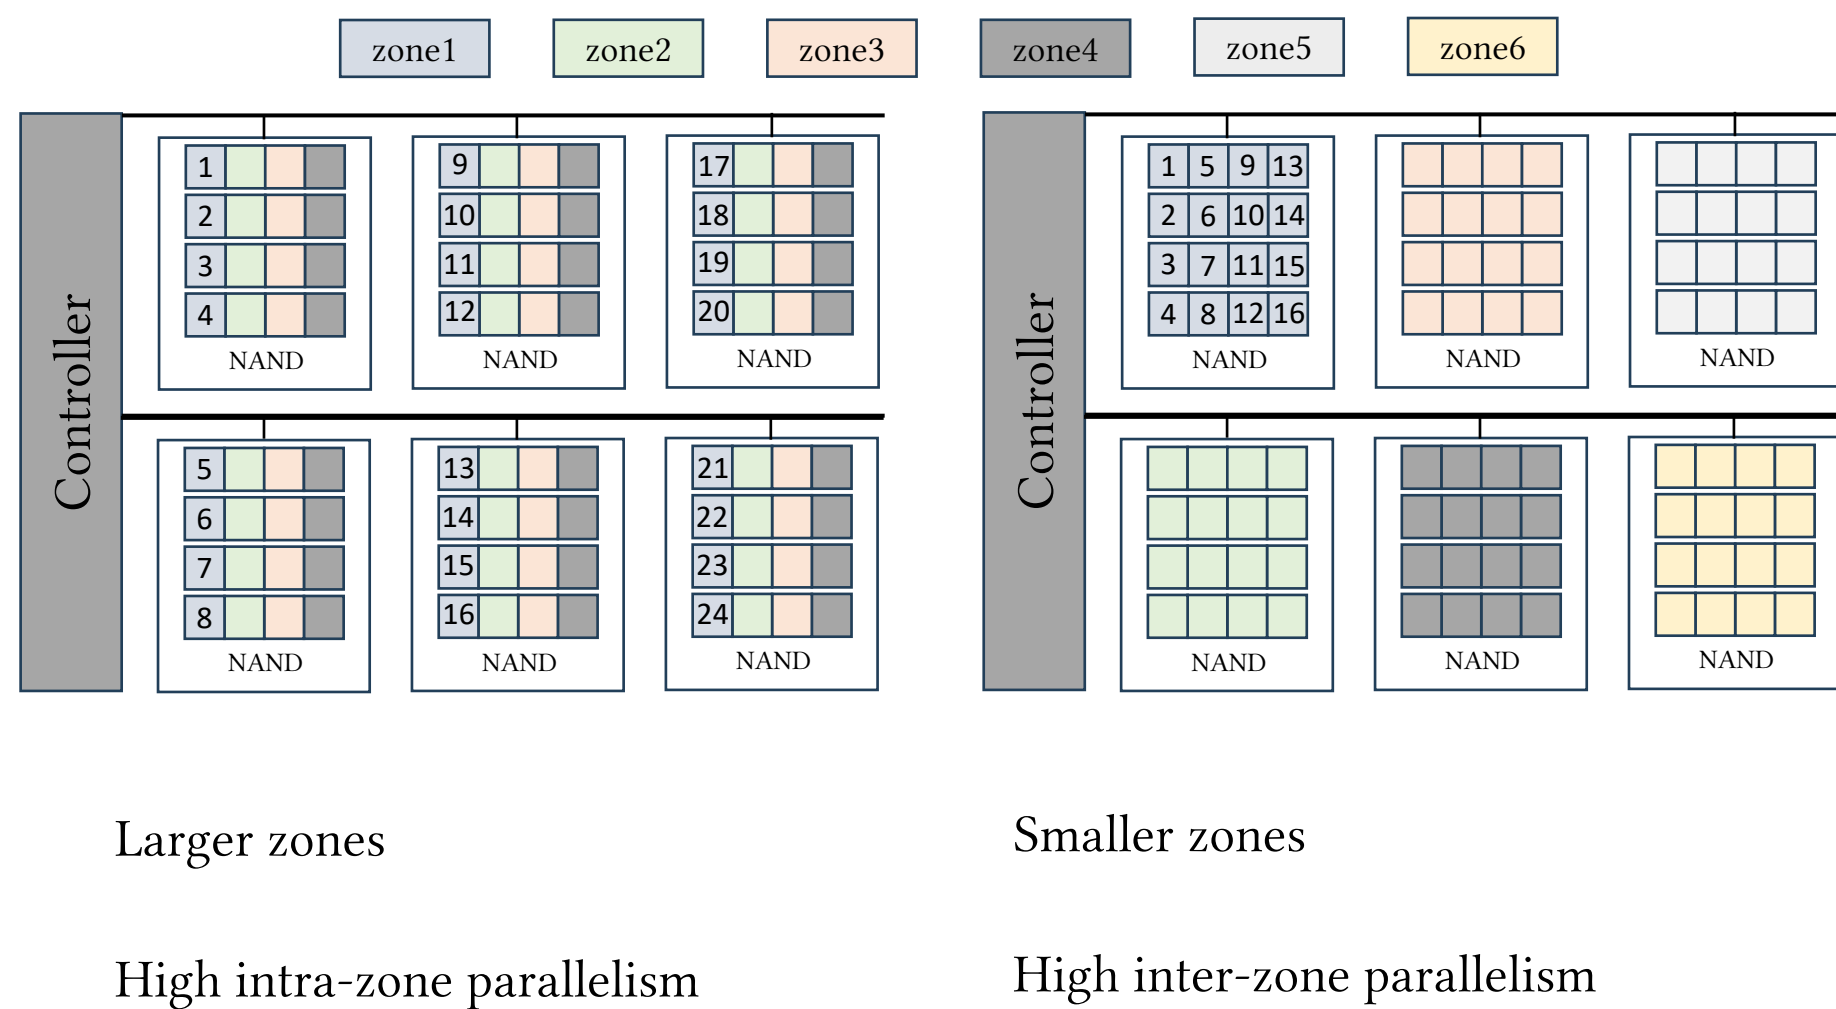 zone1 zone2 zone3 zone4 zone5 zone6
Controller
1 9 17
2 10 18
3 11 19
4 12 20
NAND NAND NAND
5 13 21
6 14 22
7 15 23
8 16 24
NAND NAND NAND
Controller
1 5 9 13
2 6 10 14
3 7 11 15
4 8 12 16
NAND NAND NAND
NAND NAND NAND
Larger zones
High intra-zone parallelism
Smaller zones
High inter-zone parallelism